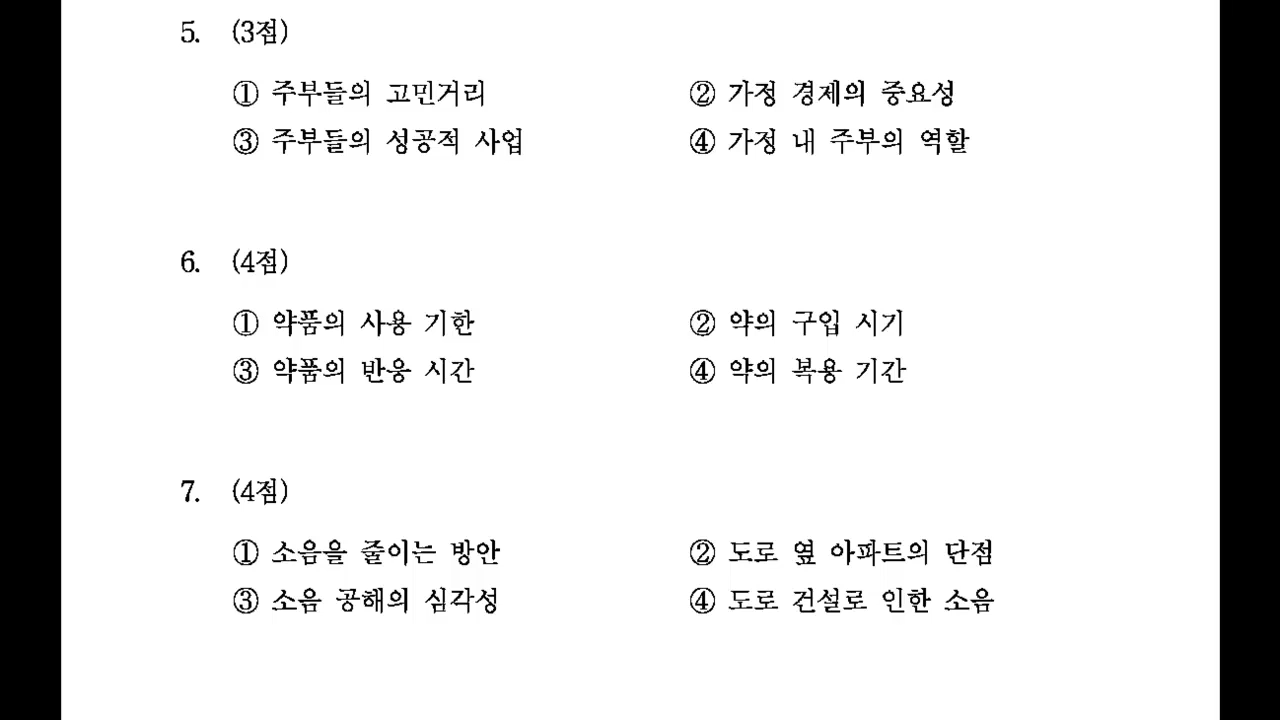 5. (3점)
① 주부들의 고민거리 ② 가정 경제의 중요성
③ 주부들의 성공적 사업 ④ 가정 내 주부의 역할
6. (4점)
① 약품의 사용 기한 ② 약의 구입 시기
③ 약품의 반응 시간 ④ 약의 복용 기간
7. (4점)
① 소음을 줄이는 방안 ② 도로 옆 아파트의 단점
③ 소음 공해의 심각성 ④ 도로 건설로 인한 소음